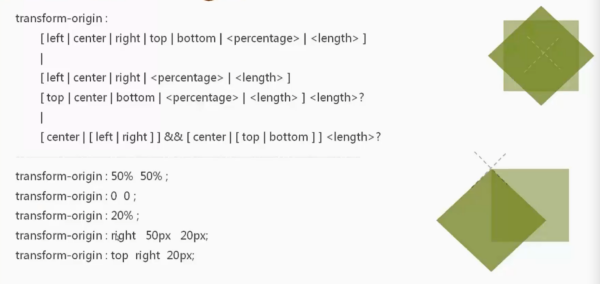 transform-origin :
[ left | center | right | top | bottom | <percentage> | <length> ]
|
[ left | center | right | <percentage> | <length> ]
[ top | center | bottom | <percentage> | <length> ] <length>?
|
[ center | [ left | right ] ] && [ center | [ top | bottom ] ] <length>?
transform-origin : 50% 50% ;
transform-origin : 0 0 ;
transform-origin : 20% ;
transform-origin : right 50px 20px;
transform-origin : top right 20px;